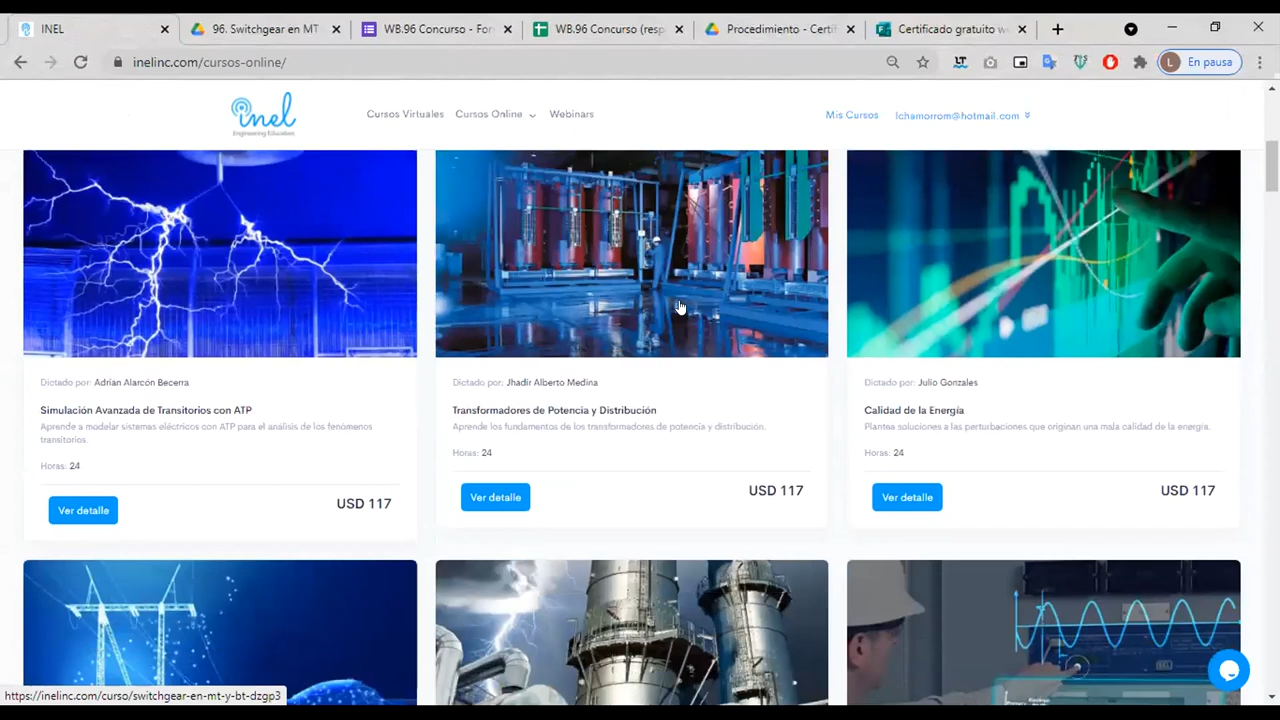 INEL
96. Switchgear en MT
WB.96 Concurso - For
WB.96 Concurso (resp
Procedimiento - Certif
Certificado gratuito we
inelinc.com/cursos-online/
L En pausa
inel
Engineering Education
Cursos Virtuales Cursos Online Webinars Mis Cursos lchamorrom@hotmail.com
Dictado por: Adrian Alarcón Becerra
Simulación Avanzada de Transitorios con ATP
Aprende a modelar sistemas eléctricos con ATP para el análisis de los fenómenos
transitorios.
Horas: 24
Ver detalle USD 117
Dictado por: Jhadir Alberto Medina
Transformadores de Potencia y Distribución
Aprende los fundamentos de los transformadores de potencia y distribución.
Horas: 24
Ver detalle USD 117
Dictado por: Julio Gonzales
Calidad de la Energía
Plantea soluciones a las perturbaciones que originan una mala calidad de la energía.
Horas: 24
Ver detalle USD 117
https://inelinc.com/curso/switchgear-en-mt-y-bt-dzgp3